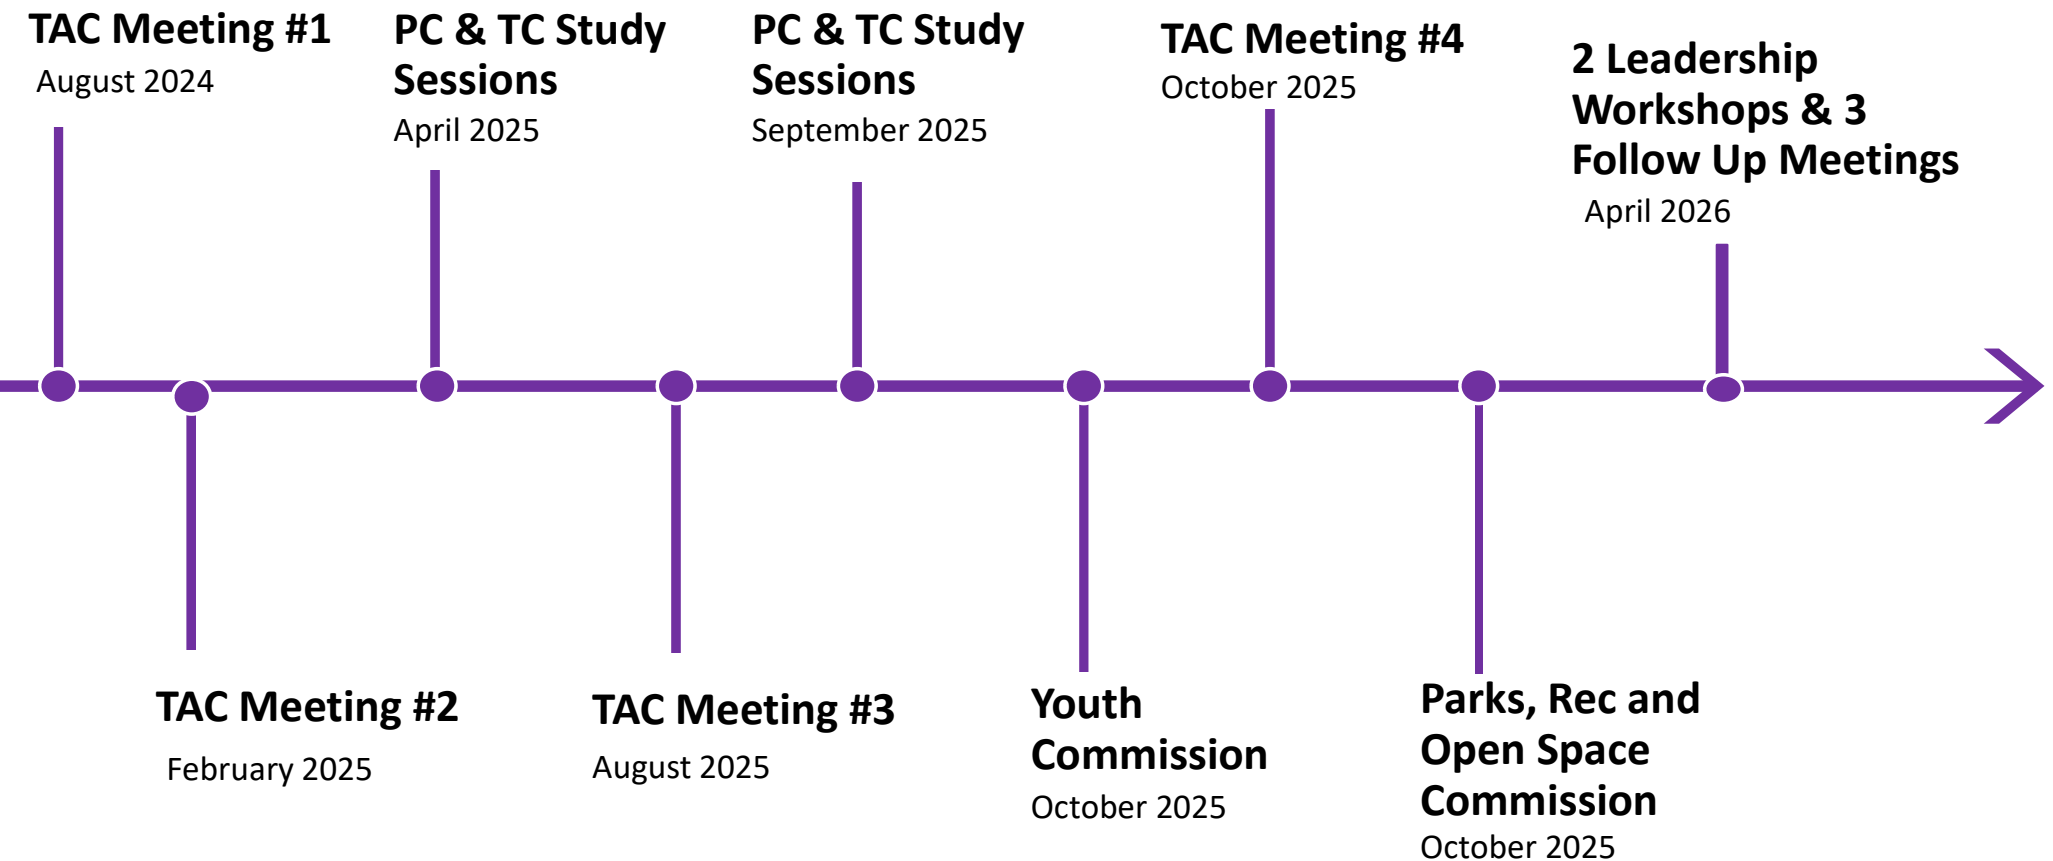 TAC Meeting #1
August 2024
PC & TC Study
Sessions
April 2025
PC & TC Study
Sessions
September 2025
TAC Meeting #4
October 2025
2 Leadership
Workshops & 3
Follow Up Meetings
April 2026
TAC Meeting #2
February 2025
TAC Meeting #3
August 2025
Youth
Commission
October 2025
Parks, Rec and
Open Space
Commission
October 2025